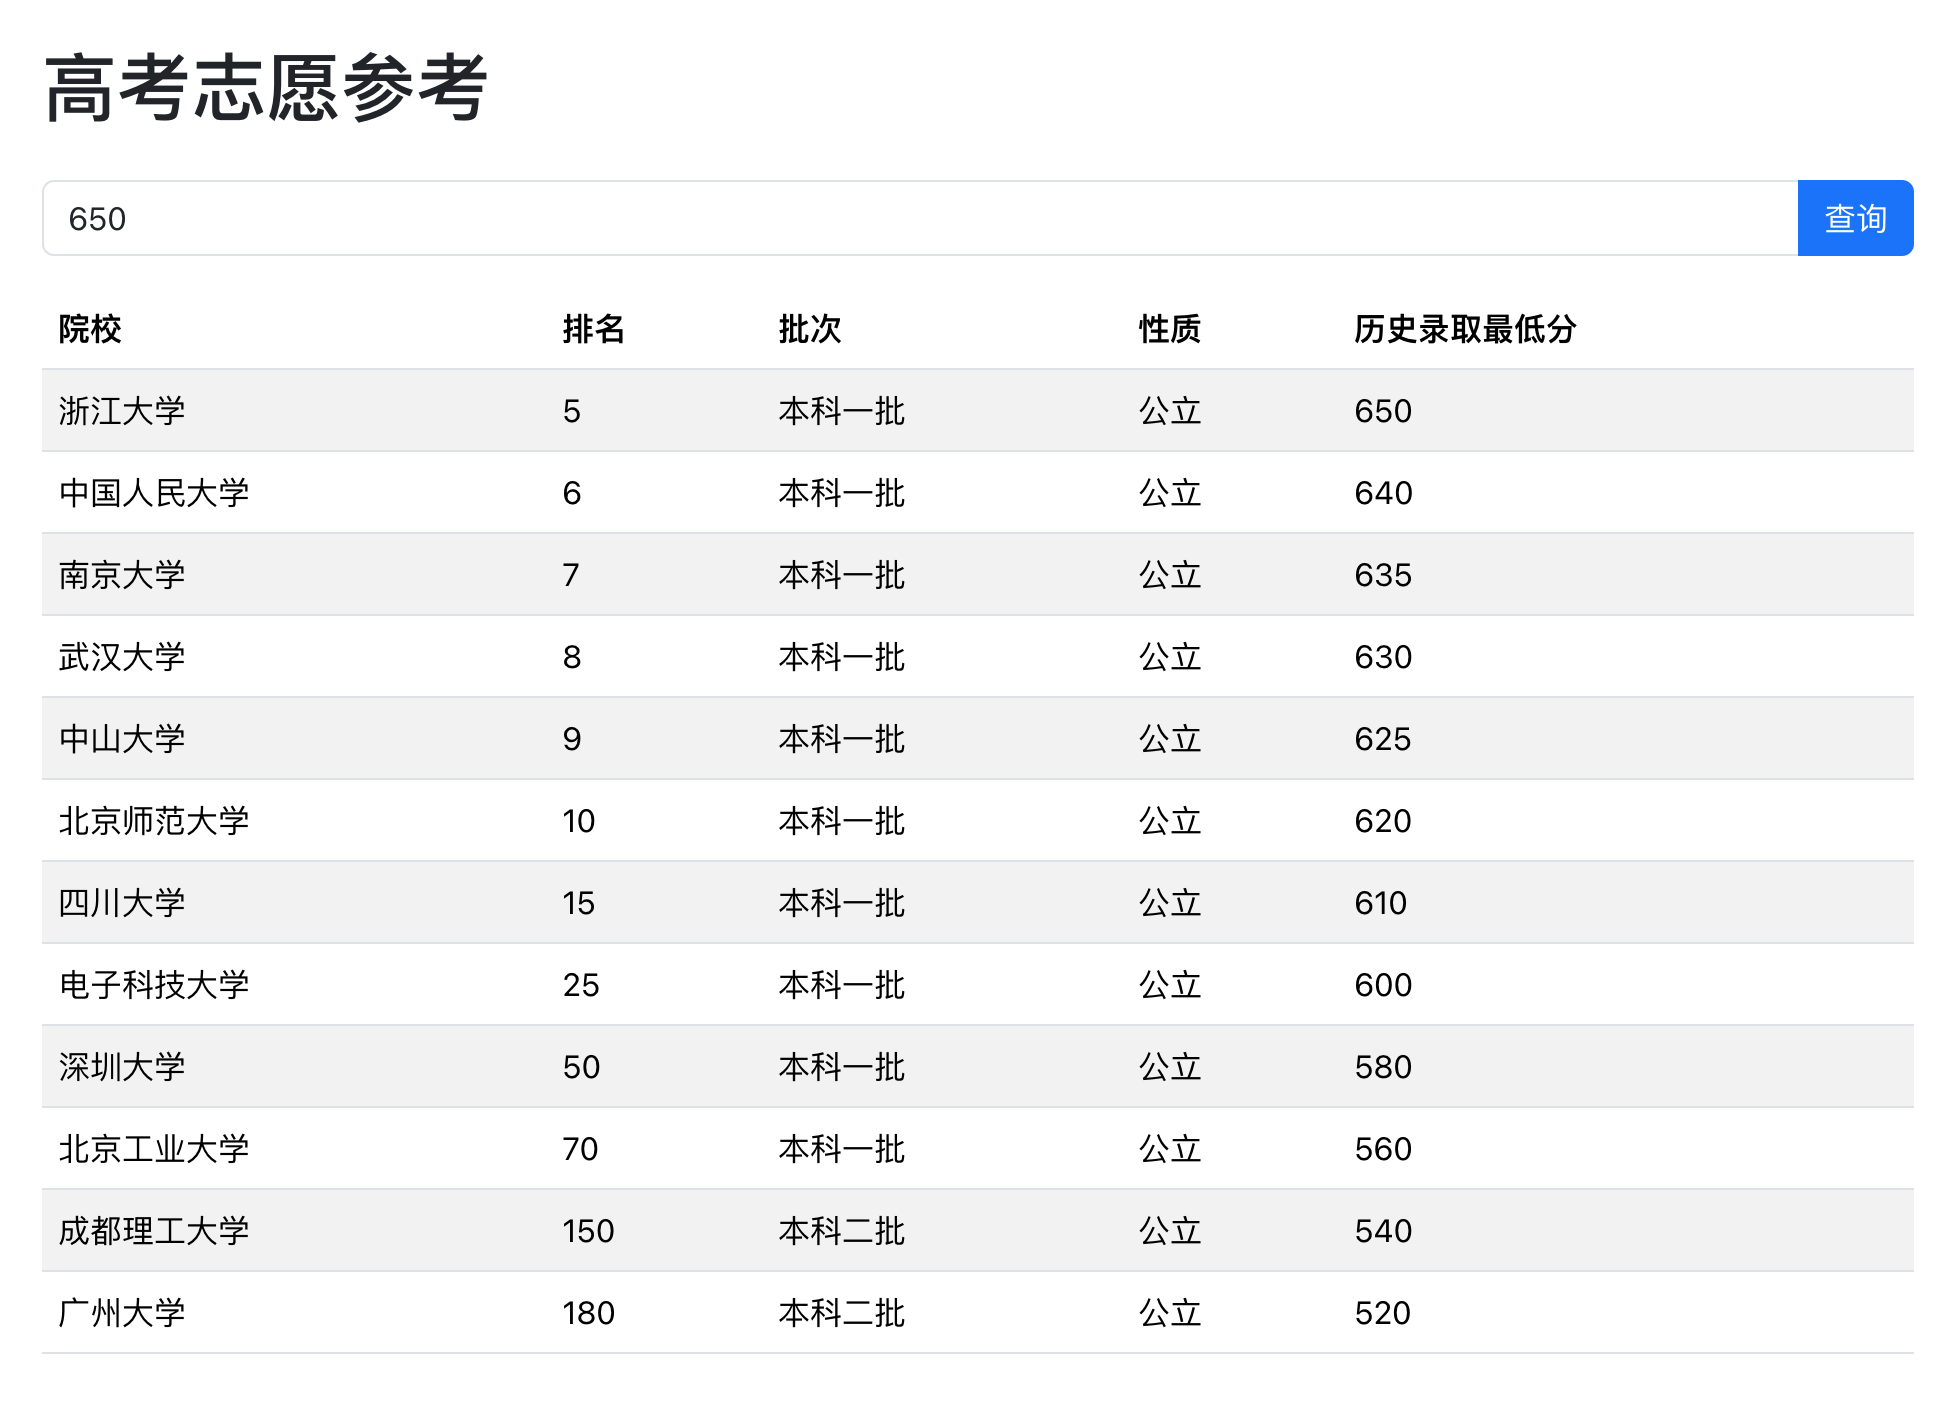 高考志愿参考
650 查询
院校 排名 批次 性质 历史录取最低分
浙江大学 5 本科一批 公立 650
中国人民大学 6 本科一批 公立 640
南京大学 7 本科一批 公立 635
武汉大学 8 本科一批 公立 630
中山大学 9 本科一批 公立 625
北京师范大学 10 本科一批 公立 620
四川大学 15 本科一批 公立 610
电子科技大学 25 本科一批 公立 600
深圳大学 50 本科一批 公立 580
北京工业大学 70 本科一批 公立 560
成都理工大学 150 本科二批 公立 540
广州大学 180 本科二批 公立 520